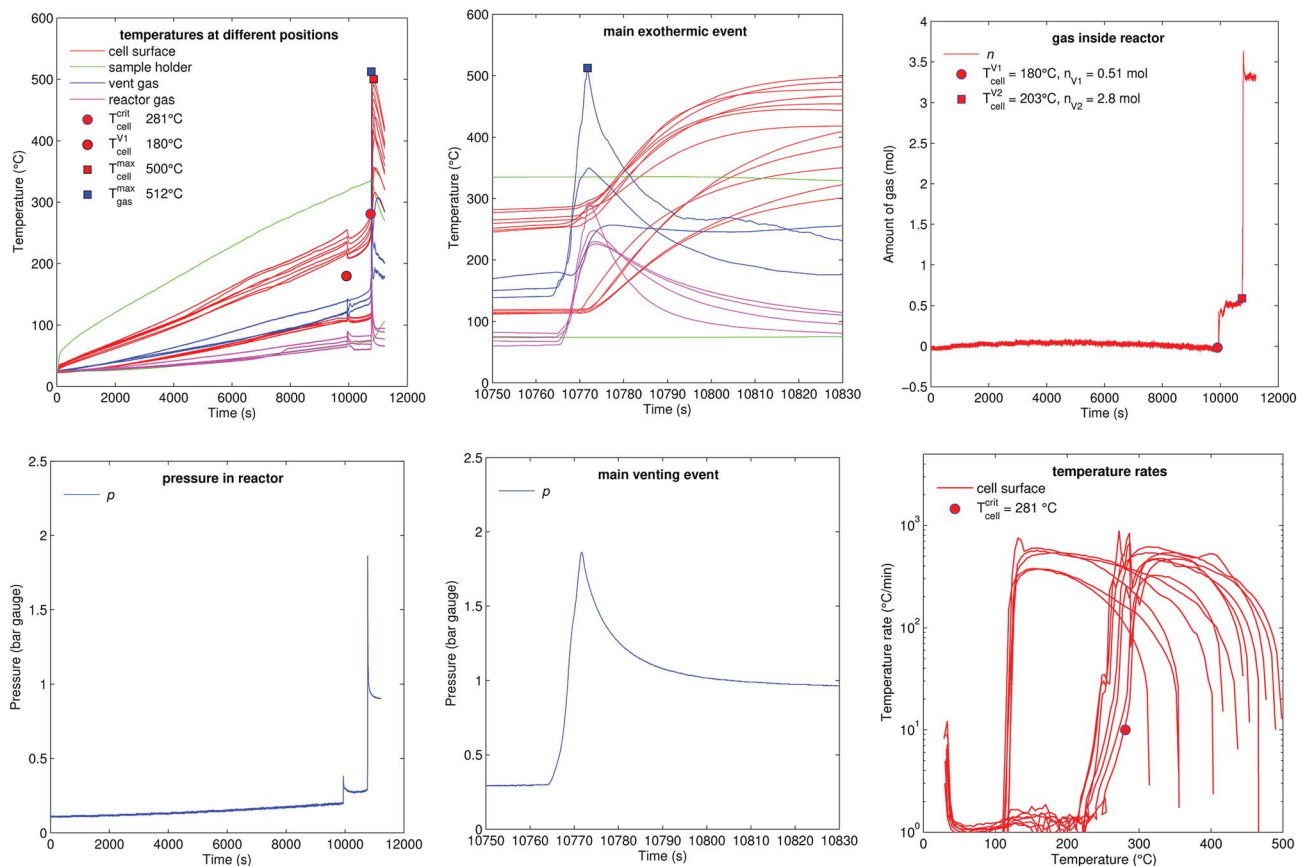 temperatures at different positions
cell surface
sample holder
vent gas
reactor gas
T_cell^crit 281°C
T_cell^V1 180°C
T_cell^max 500°C
T_gas^max 512°C
600
500
400
300
200
100
0
0 2000 4000 6000 8000 10000 12000
Temperature (°C)
Time (s)
main exothermic event
600
500
400
300
200
100
0
10750 10760 10770 10780 10790 10800 10810 10820 10830
Temperature (°C)
Time (s)
gas inside reactor
n
T_cell^V1 = 180°C, n_V1 = 0.51 mol
T_cell^V2 = 203°C, n_V2 = 2.8 mol
4
3.5
3
2.5
2
1.5
1
0.5
0
−0.5
0 2000 4000 6000 8000 10000 12000
Amount of gas (mol)
Time (s)
pressure in reactor
p
2.5
2
1.5
1
0.5
0
0 2000 4000 6000 8000 10000 12000
Pressure (bar gauge)
Time (s)
main venting event
p
2.5
2
1.5
1
0.5
0
10750 10760 10770 10780 10790 10800 10810 10820 10830
Pressure (bar gauge)
Time (s)
temperature rates
cell surface
T_cell^crit = 281 °C
10^3
10^2
10^1
10^0
0 100 200 300 400 500
Temperature rate (°C/min)
Temperature (°C)